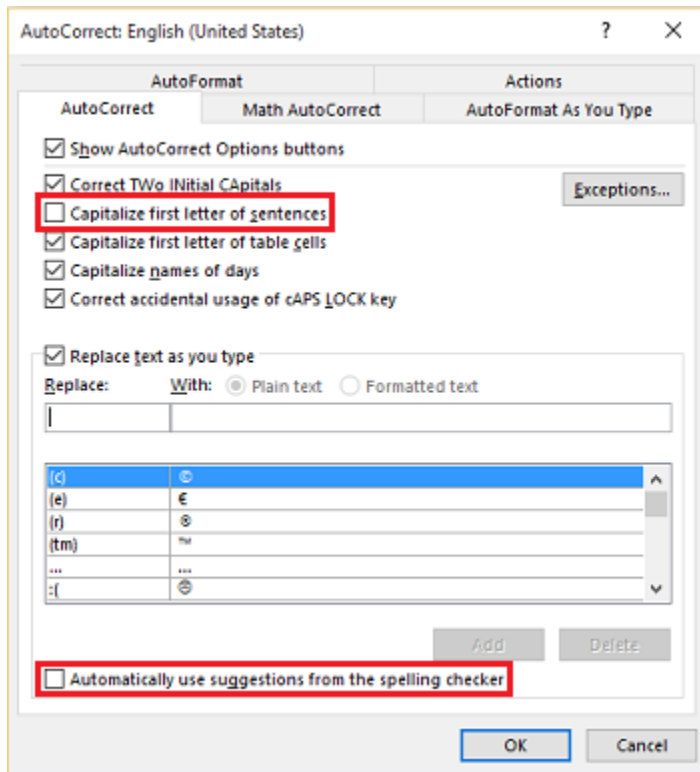 AutoCorrect: English (United States) ? ×
AutoFormat Actions
AutoCorrect Math AutoCorrect AutoFormat As You Type
Show AutoCorrect Options buttons
Correct TWo INitial CApitals Exceptions...
Capitalize first letter of sentences
Capitalize first letter of table cells
Capitalize names of days
Correct accidental usage of cAPS LOCK key
Replace text as you type
Replace: With: Plain text Formatted text
(c) ©
(e) €
(r) ®
(tm) ™
... ...
:( ☹
Add Delete
Automatically use suggestions from the spelling checker
OK Cancel